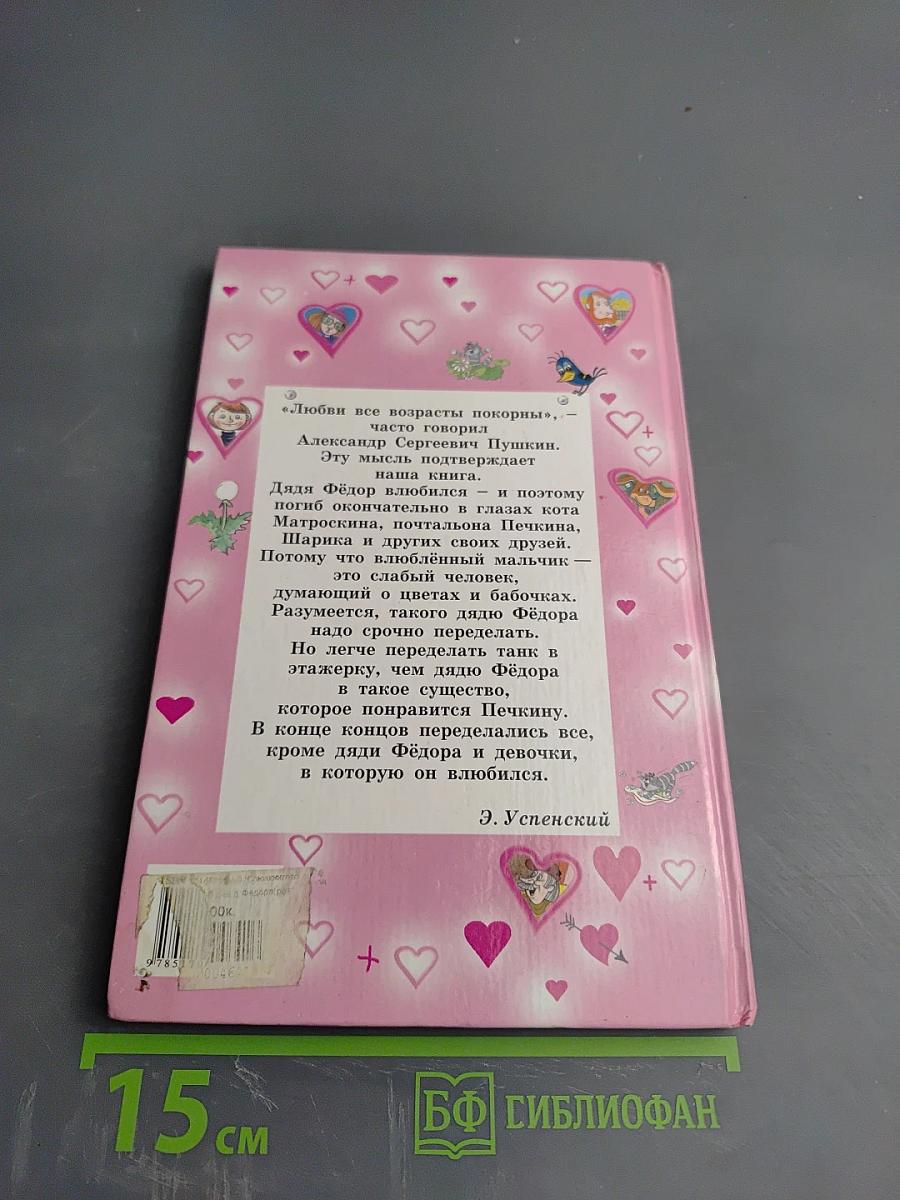 «Любви все возрасты покорны», –
часто говорил
Александр Сергеевич Пушкин.
Эту мысль подтверждает
наша книга.
Дядя Фёдор влюбился – и поэтому
погиб окончательно в глазах кота
Матроскина, почтальона Печкина,
Шарика и других своих друзей.
Потому что влюблённый мальчик —
это слабый человек,
думающий о цветах и бабочках.
Разумеется, такого дядю Фёдора
надо срочно переделать.
Но легче переделать танк в
этажерку, чем дядю Фёдора
в такое существо,
которое понравится Печкину.
В конце концов переделались все,
кроме дяди Фёдора и девочки,
в которую он влюбился.
Э. Успенский
00к.
9785
15 см
БФ СИБЛИОФАН